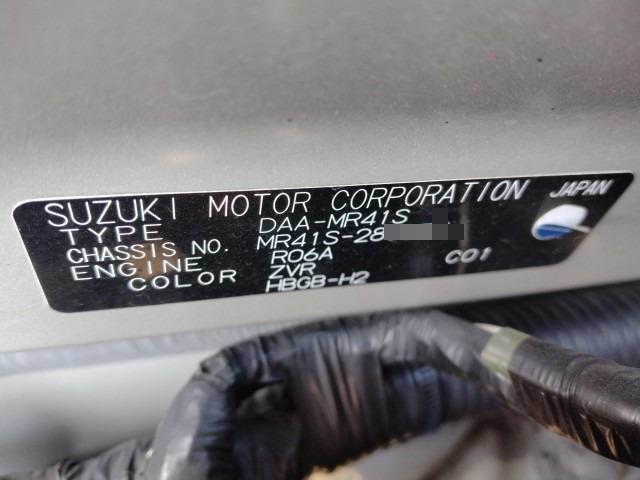 SUZUKI MOTOR CORPORATION JAPAN
TYPE DAA-MR41S
CHASSIS NO. MR41S-28
ENGINE R06A C01
COLOR ZVR
HBGB-H2